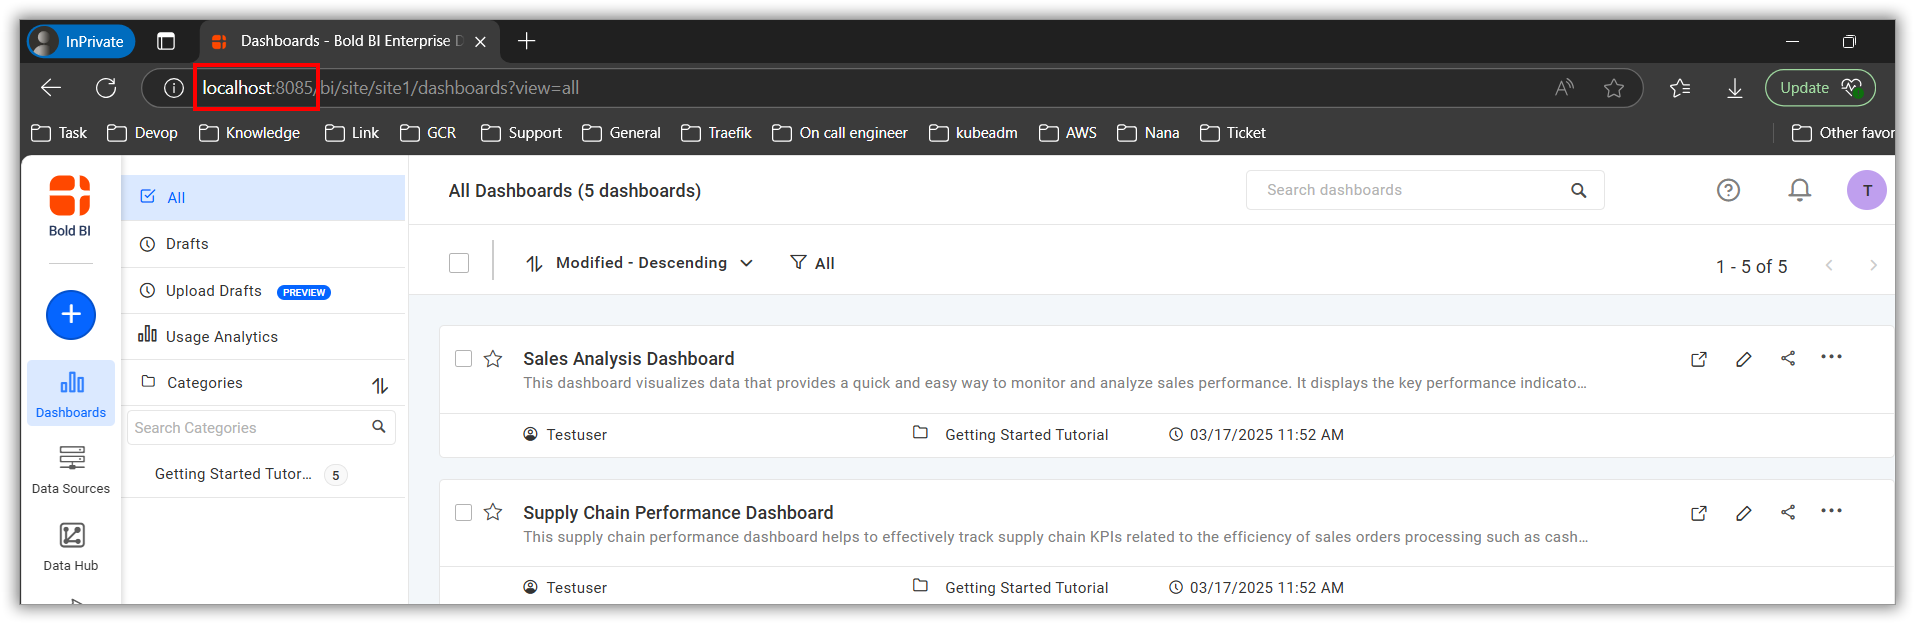 InPrivate
Dashboards - Bold BI Enterprise D
localhost:8085/bi/site/site1/dashboards?view=all
Update
Task Devop Knowledge Link GCR Support General Traefik On call engineer kubeadm AWS Nana Ticket Other favor
Bold BI
Dashboards
Data Sources
Data Hub
All
Drafts
Upload Drafts PREVIEW
Usage Analytics
Categories
Search Categories
Getting Started Tutor... 5
All Dashboards (5 dashboards)
Search dashboards
T
Modified - Descending All
1 - 5 of 5
Sales Analysis Dashboard
This dashboard visualizes data that provides a quick and easy way to monitor and analyze sales performance. It displays the key performance indicato...
Testuser Getting Started Tutorial 03/17/2025 11:52 AM
Supply Chain Performance Dashboard
This supply chain performance dashboard helps to effectively track supply chain KPIs related to the efficiency of sales orders processing such as cash...
Testuser Getting Started Tutorial 03/17/2025 11:52 AM